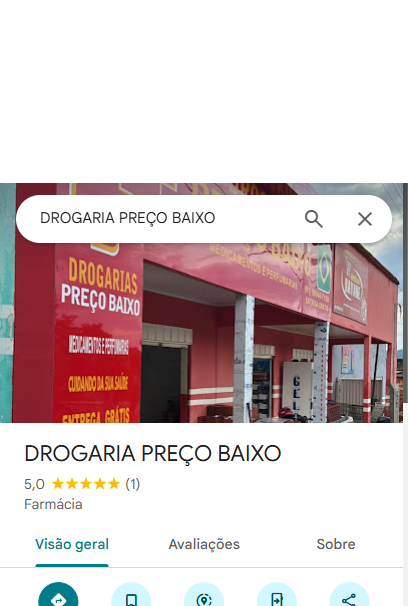 DROGARIA PREÇO BAIXO
MEDICAMENTOS E PERFUMARIAS
DROGARIAS
PREÇO BAIXO
MEDICAMENTOS E PERFUMARIAS
CUIDANDO DA SUA SAÚDE
ENTREGA GRÁTIS
GEL
DROGARIA PREÇO BAIXO
5,0 ★★★★★ (1)
Farmácia
Visão geral Avaliações Sobre